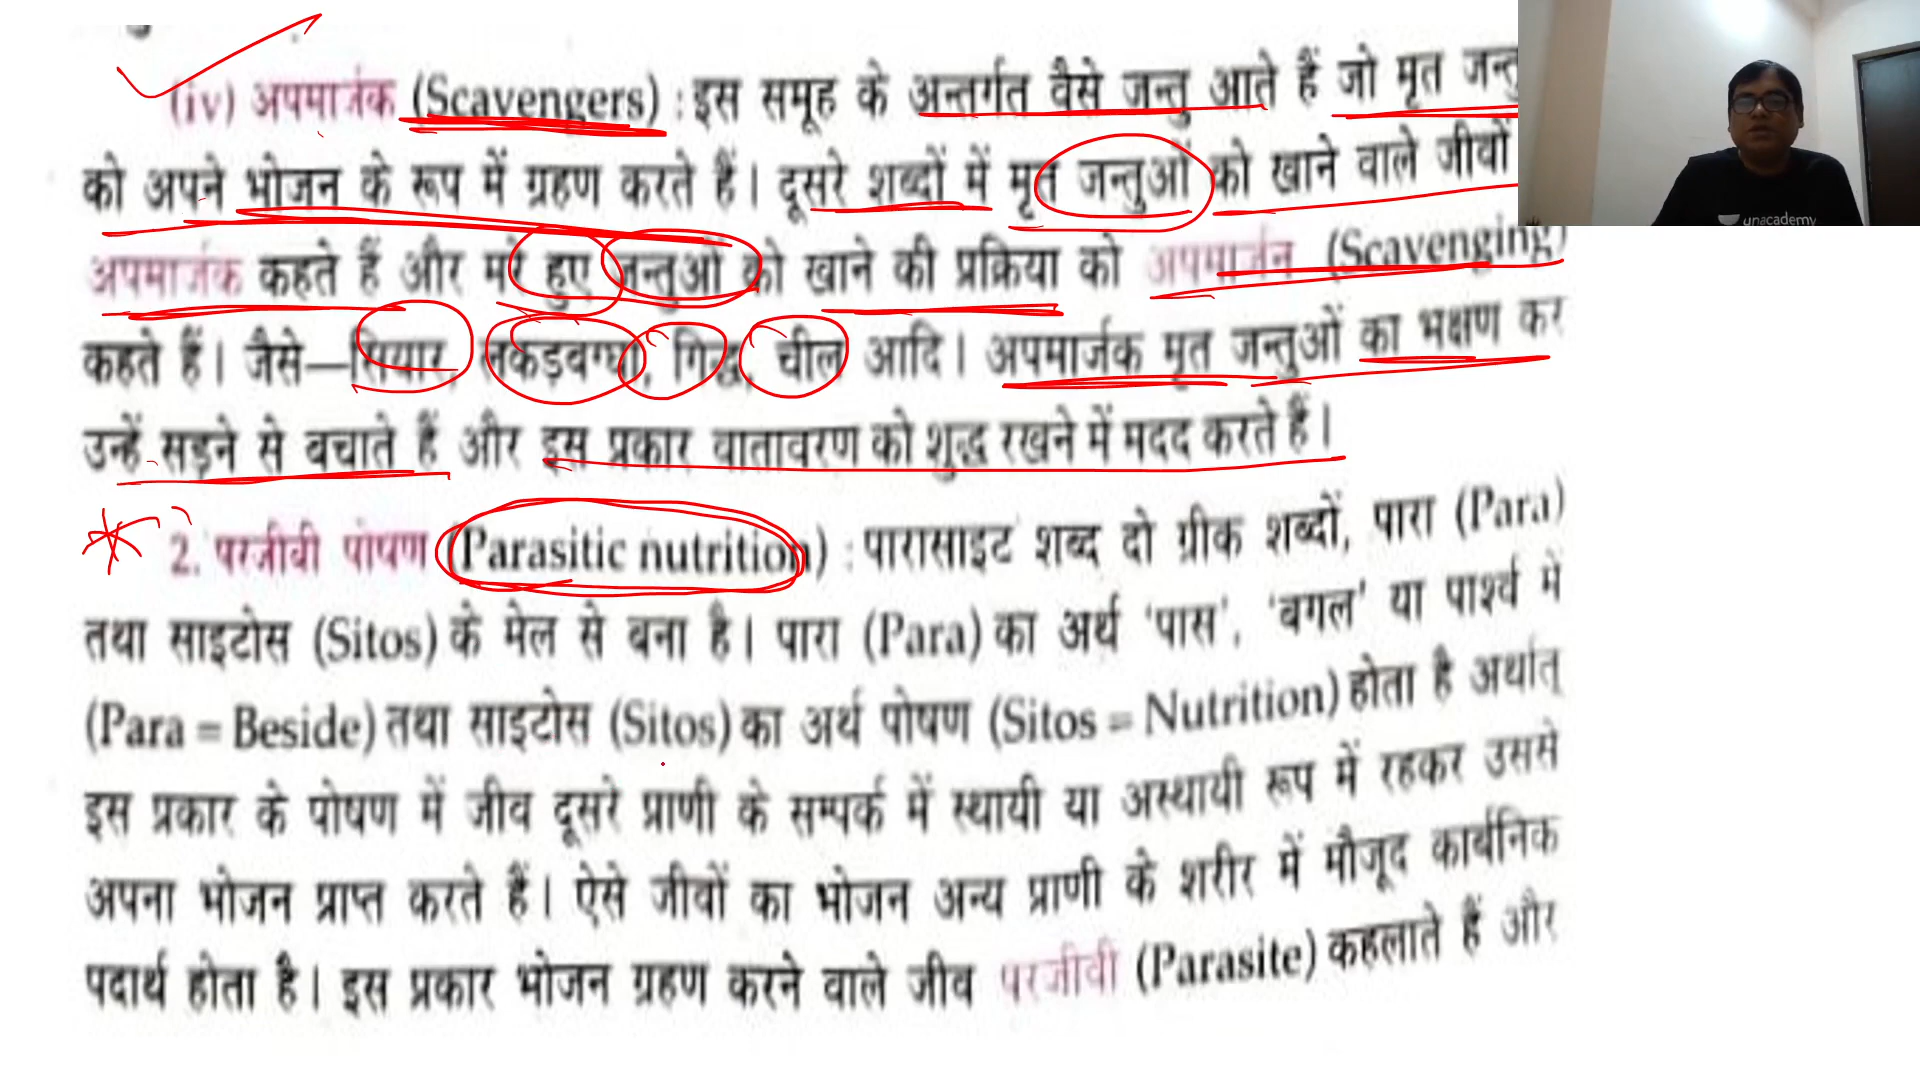 (iv) अपमार्जक (Scavengers) : इस समूह के अन्तर्गत वैसे जन्तु आते हैं जो मृत
को अपने भोजन के रूप में ग्रहण करते हैं। दूसरे शब्दों में मृत जन्तुओं को खाने वाले जीवों
unacademy
अपमार्जक कहते हैं और मरे हुए जन्तुओं को खाने की प्रक्रिया को अपमार्जन (Scavenging)
कहते हैं। जैसे—सियार, लकड़बग्घा, गिद्ध, चील आदि। अपमार्जक मृत जन्तुओं का भक्षण कर
उन्हें सड़ने से बचाते हैं और इस प्रकार वातावरण को शुद्ध रखने में मदद करते हैं।
2. परजीवी पोषण (Parasitic nutrition) : पारासाइट शब्द दो ग्रीक शब्दों, पारा (Para)
तथा साइटोस (Sitos) के मेल से बना है। पारा (Para) का अर्थ ‘पास’, ‘बगल’ या पार्श्व में
(Para = Beside) तथा साइटोस (Sitos) का अर्थ पोषण (Sitos = Nutrition) होता है अर्थात्
इस प्रकार के पोषण में जीव दूसरे प्राणी के सम्पर्क में स्थायी या अस्थायी रूप में रहकर उससे
अपना भोजन प्राप्त करते हैं। ऐसे जीवों का भोजन अन्य प्राणी के शरीर में मौजूद कार्बनिक
पदार्थ होता है। इस प्रकार भोजन ग्रहण करने वाले जीव परजीवी (Parasite) कहलाते हैं और